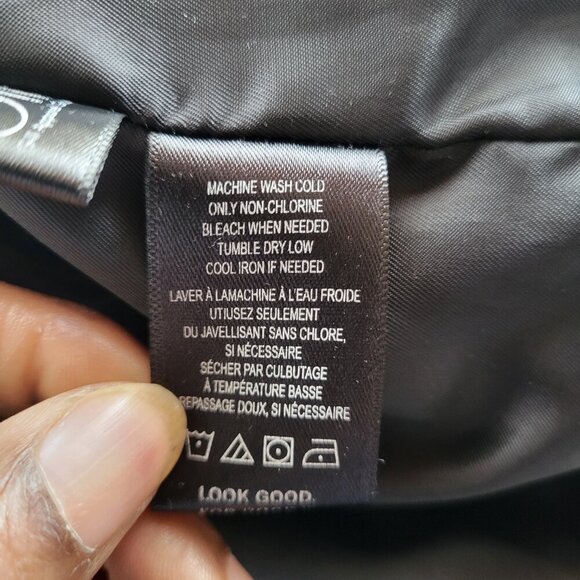 MACHINE WASH COLD
ONLY NON-CHLORINE
BLEACH WHEN NEEDED
TUMBLE DRY LOW
COOL IRON IF NEEDED
LAVER À LAMACHINE À L'EAU FROIDE
UTIUSEZ SEULEMENT
DU JAVELLISANT SANS CHLORE,
SI NÉCESSAIRE
SÉCHER PAR CULBUTAGE
À TEMPÉRATURE BASSE
REPASSAGE DOUX, SI NÉCESSAIRE
LOOK GOOD.